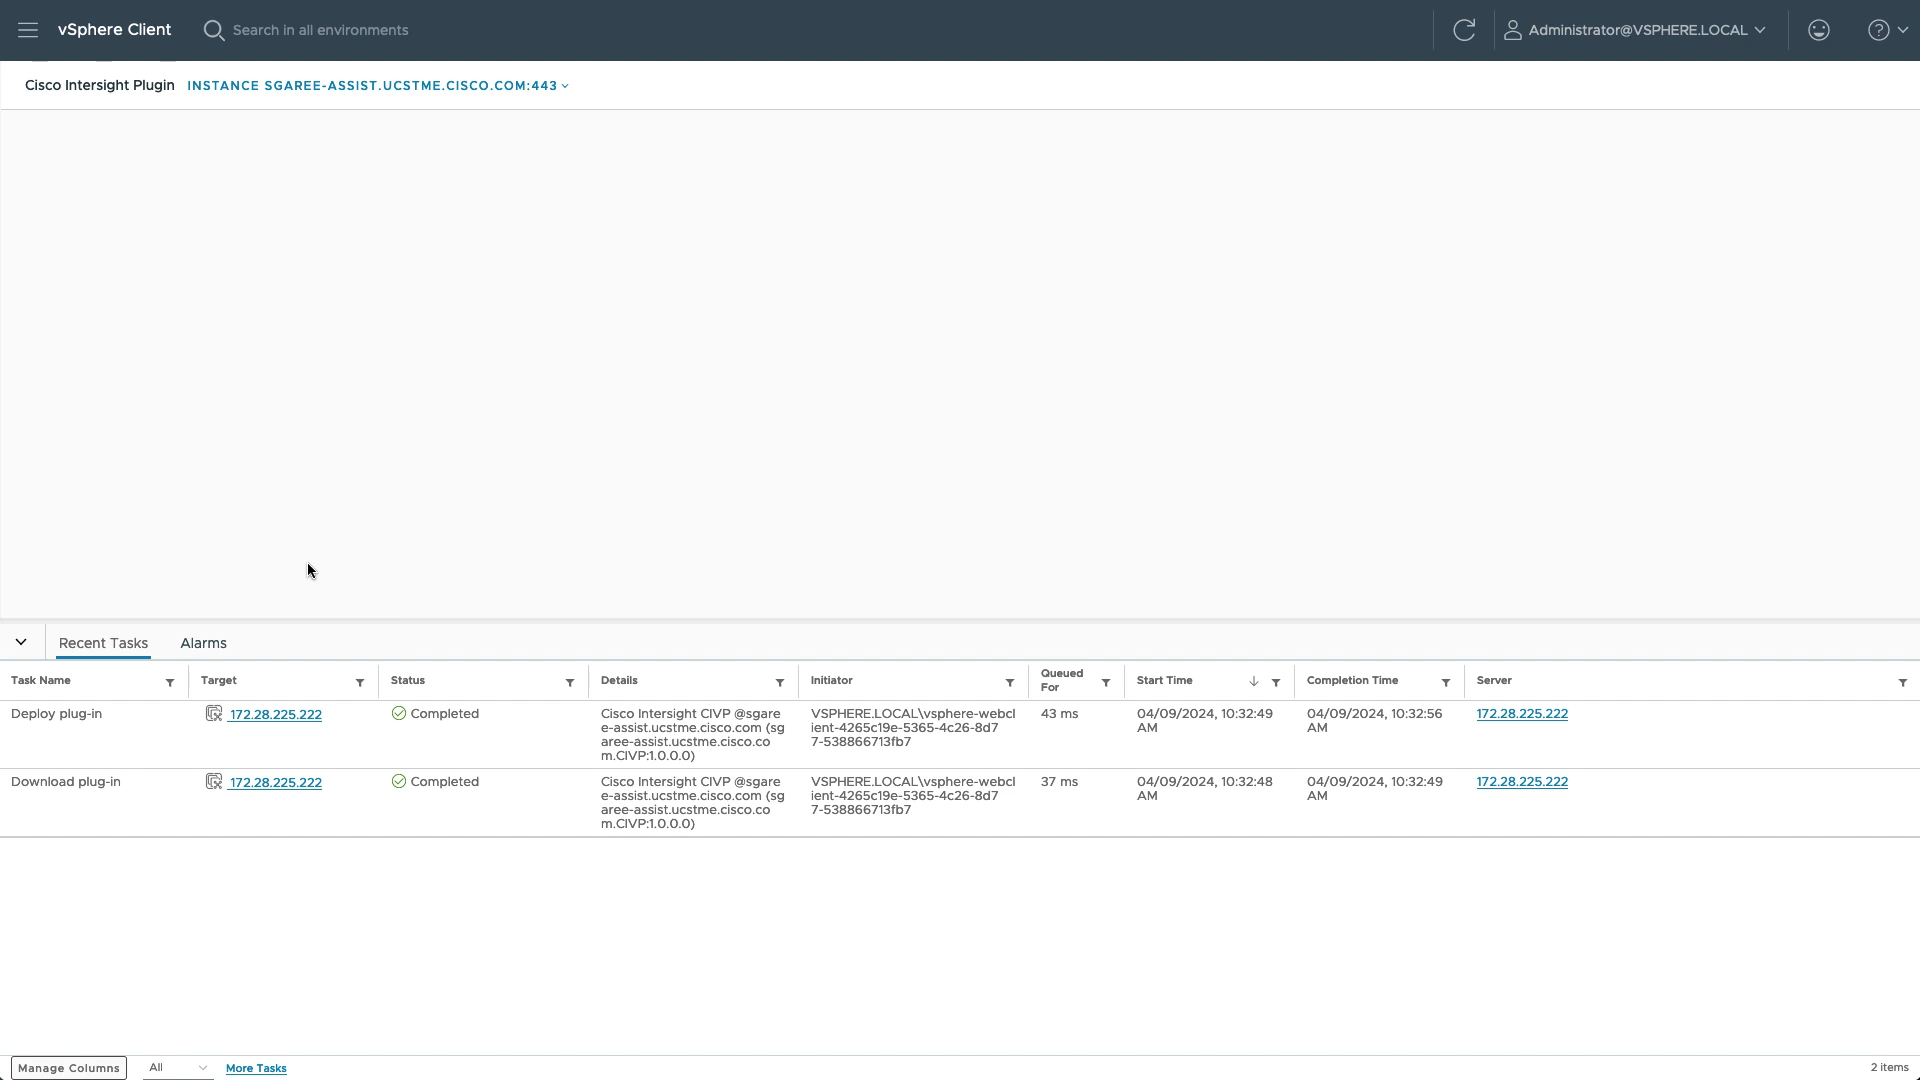 vSphere Client
Search in all environments
Administrator@VSPHERE.LOCAL
Cisco Intersight Plugin
INSTANCE SGAREE-ASSIST.UCSTME.CISCO.COM:443
Recent Tasks
Alarms
Task Name
Target
Status
Details
Initiator
Queued
For
Start Time
Completion Time
Server
Deploy plug-in
172.28.225.222
Completed
Cisco Intersight CIVP @sgare
e-assist.ucstme.cisco.com (sg
aree-assist.ucstme.cisco.co
m.CIVP:1.0.0.0)
VSPHERE.LOCAL\vsphere-webcl
ient-4265c19e-5365-4c26-8d7
7-538866713fb7
43 ms
04/09/2024, 10:32:49
AM
04/09/2024, 10:32:56
AM
172.28.225.222
Download plug-in
172.28.225.222
Completed
Cisco Intersight CIVP @sgare
e-assist.ucstme.cisco.com (sg
aree-assist.ucstme.cisco.co
m.CIVP:1.0.0.0)
VSPHERE.LOCAL\vsphere-webcl
ient-4265c19e-5365-4c26-8d7
7-538866713fb7
37 ms
04/09/2024, 10:32:48
AM
04/09/2024, 10:32:49
AM
172.28.225.222
Manage Columns
All
More Tasks
2 items